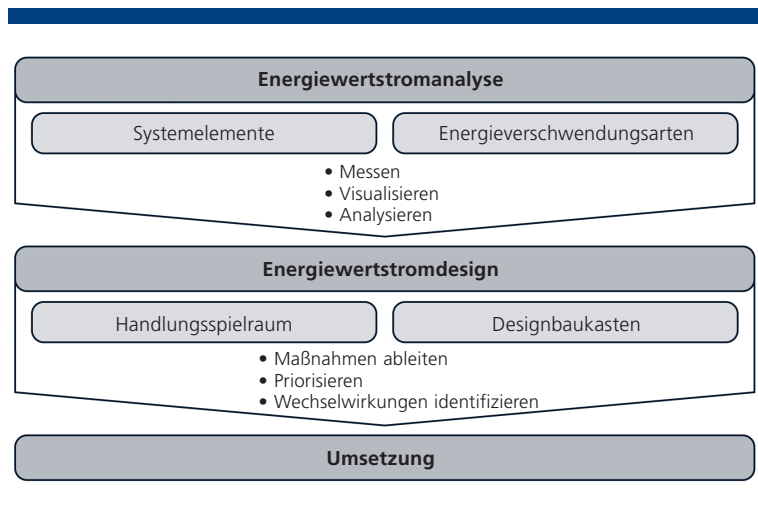 Energiewertstromanalyse
Systemelemente
Energieverschwendungsarten
• Messen
• Visualisieren
• Analysieren
Energiewertstromdesign
Handlungsspielraum
Designbaukasten
• Maßnahmen ableiten
• Priorisieren
• Wechselwirkungen identifizieren
Umsetzung